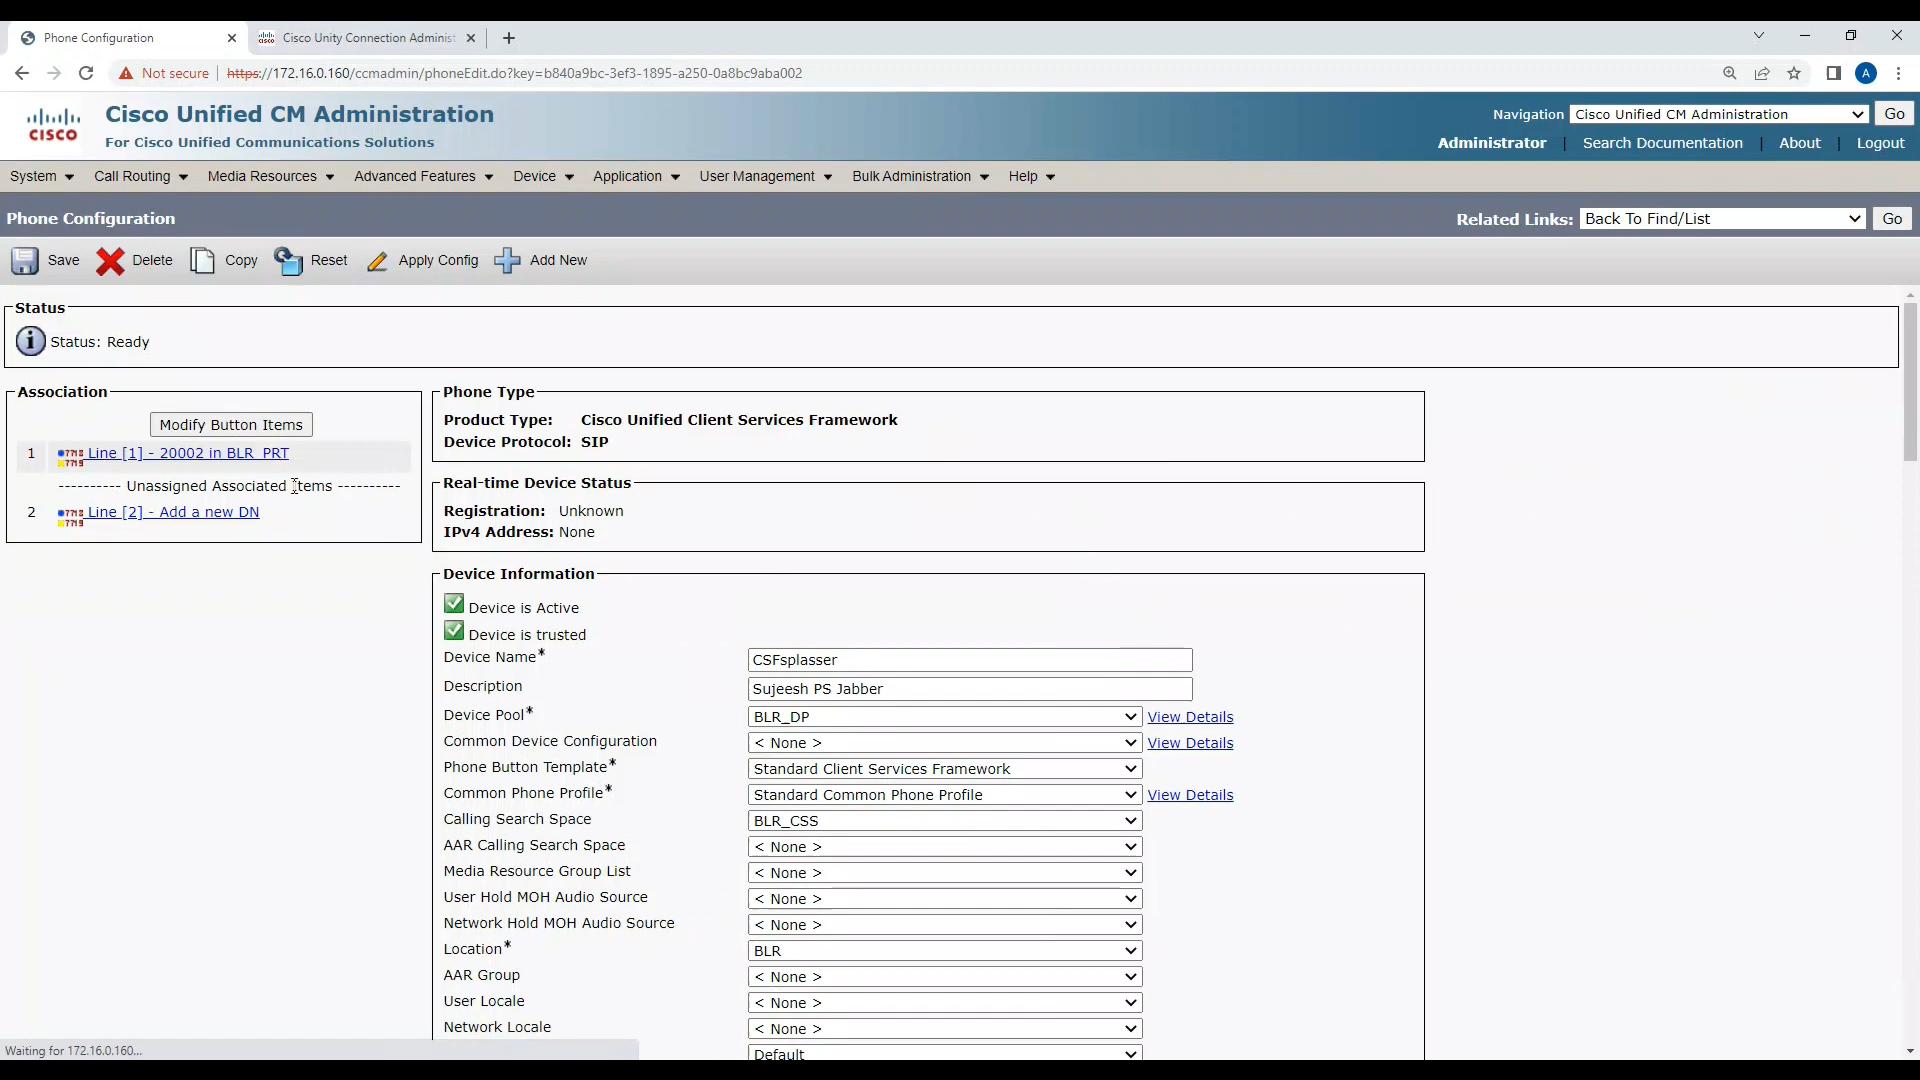 Phone Configuration
Cisco Unity Connection Administ
Not secure https://172.16.0.160/ccmadmin/phoneEdit.do?key=b840a9bc-3ef3-1895-a250-0a8bc9aba002
A
CISCO
Cisco Unified CM Administration
For Cisco Unified Communications Solutions
Navigation Cisco Unified CM Administration Go
Administrator | Search Documentation | About | Logout
System Call Routing Media Resources Advanced Features Device Application User Management Bulk Administration Help
Phone Configuration
Related Links: Back To Find/List Go
Save Delete Copy Reset Apply Config Add New
Status
Status: Ready
Association
Modify Button Items
1 Line [1] - 20002 in BLR_PRT
---------- Unassigned Associated Items ----------
2 Line [2] - Add a new DN
Phone Type
Product Type: Cisco Unified Client Services Framework
Device Protocol: SIP
Real-time Device Status
Registration: Unknown
IPv4 Address: None
Device Information
Device is Active
Device is trusted
Device Name* CSFsplasser
Description Sujeesh PS Jabber
Device Pool* BLR_DP View Details
Common Device Configuration < None > View Details
Phone Button Template* Standard Client Services Framework
Common Phone Profile* Standard Common Phone Profile View Details
Calling Search Space BLR_CSS
AAR Calling Search Space < None >
Media Resource Group List < None >
User Hold MOH Audio Source < None >
Network Hold MOH Audio Source < None >
Location* BLR
AAR Group < None >
User Locale < None >
Network Locale < None >
Default
Waiting for 172.16.0.160...